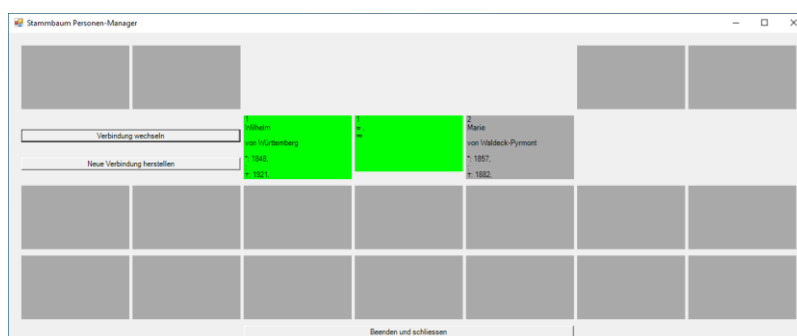 Stammbaum Personen-Manager
1
Wilhelm
von Württemberg
*: 1848,
+: 1921,
1
∞ ,
∞
2
Marie
von Waldeck-Pyrmont
*: 1857,
+: 1882,
Verbindung wechseln
Neue Verbindung herstellen
Beenden und schliessen